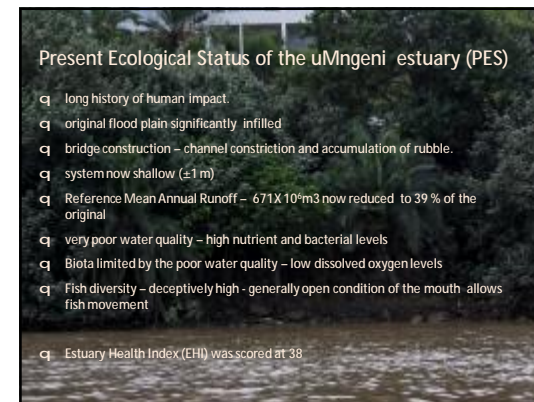 Present Ecological Status of the uMngeni estuary (PES)
q long history of human impact.
q original flood plain significantly infilled
q bridge construction – channel constriction and accumulation of rubble.
q system now shallow (±1 m)
q Reference Mean Annual Runoff – 671X 10⁶m3 now reduced to 39 % of the
original
q very poor water quality – high nutrient and bacterial levels
q Biota limited by the poor water quality – low dissolved oxygen levels
q Fish diversity – deceptively high - generally open condition of the mouth allows
fish movement
q Estuary Health Index (EHI) was scored at 38